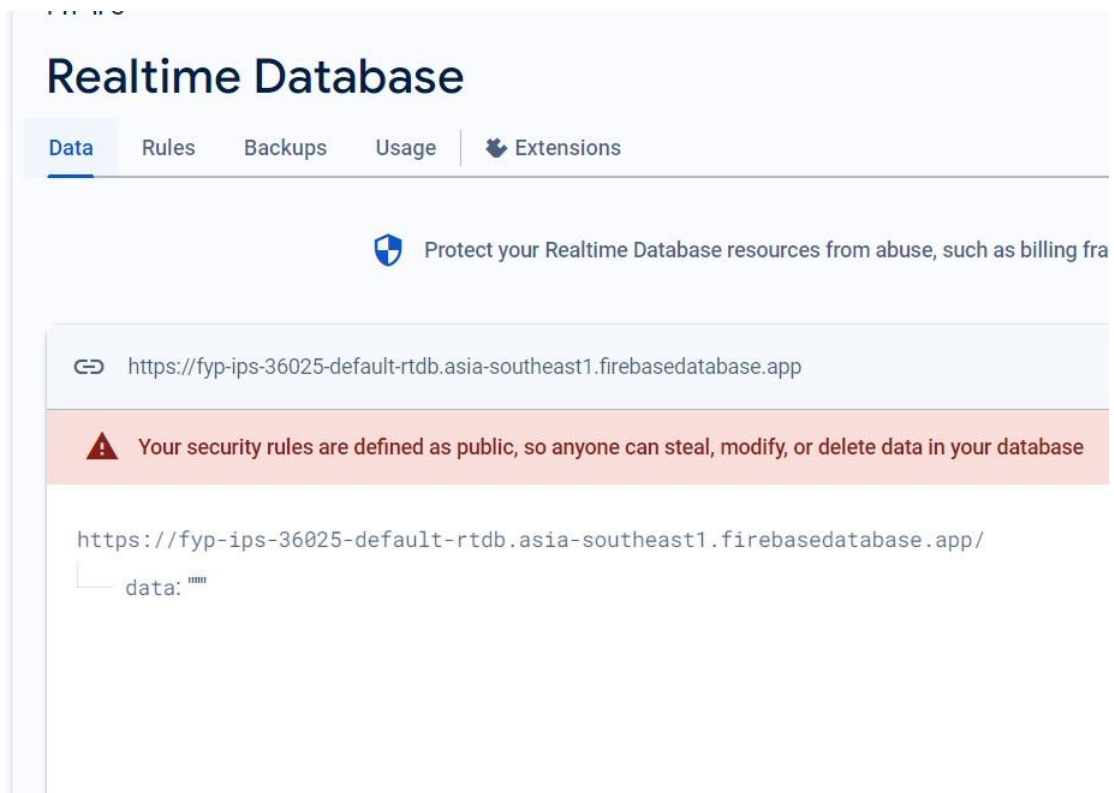 Realtime Database
Data Rules Backups Usage Extensions
Protect your Realtime Database resources from abuse, such as billing fra
https://fyp-ips-36025-default-rtdb.asia-southeast1.firebasedatabase.app
Your security rules are defined as public, so anyone can steal, modify, or delete data in your database
https://fyp-ips-36025-default-rtdb.asia-southeast1.firebasedatabase.app/
data: """"